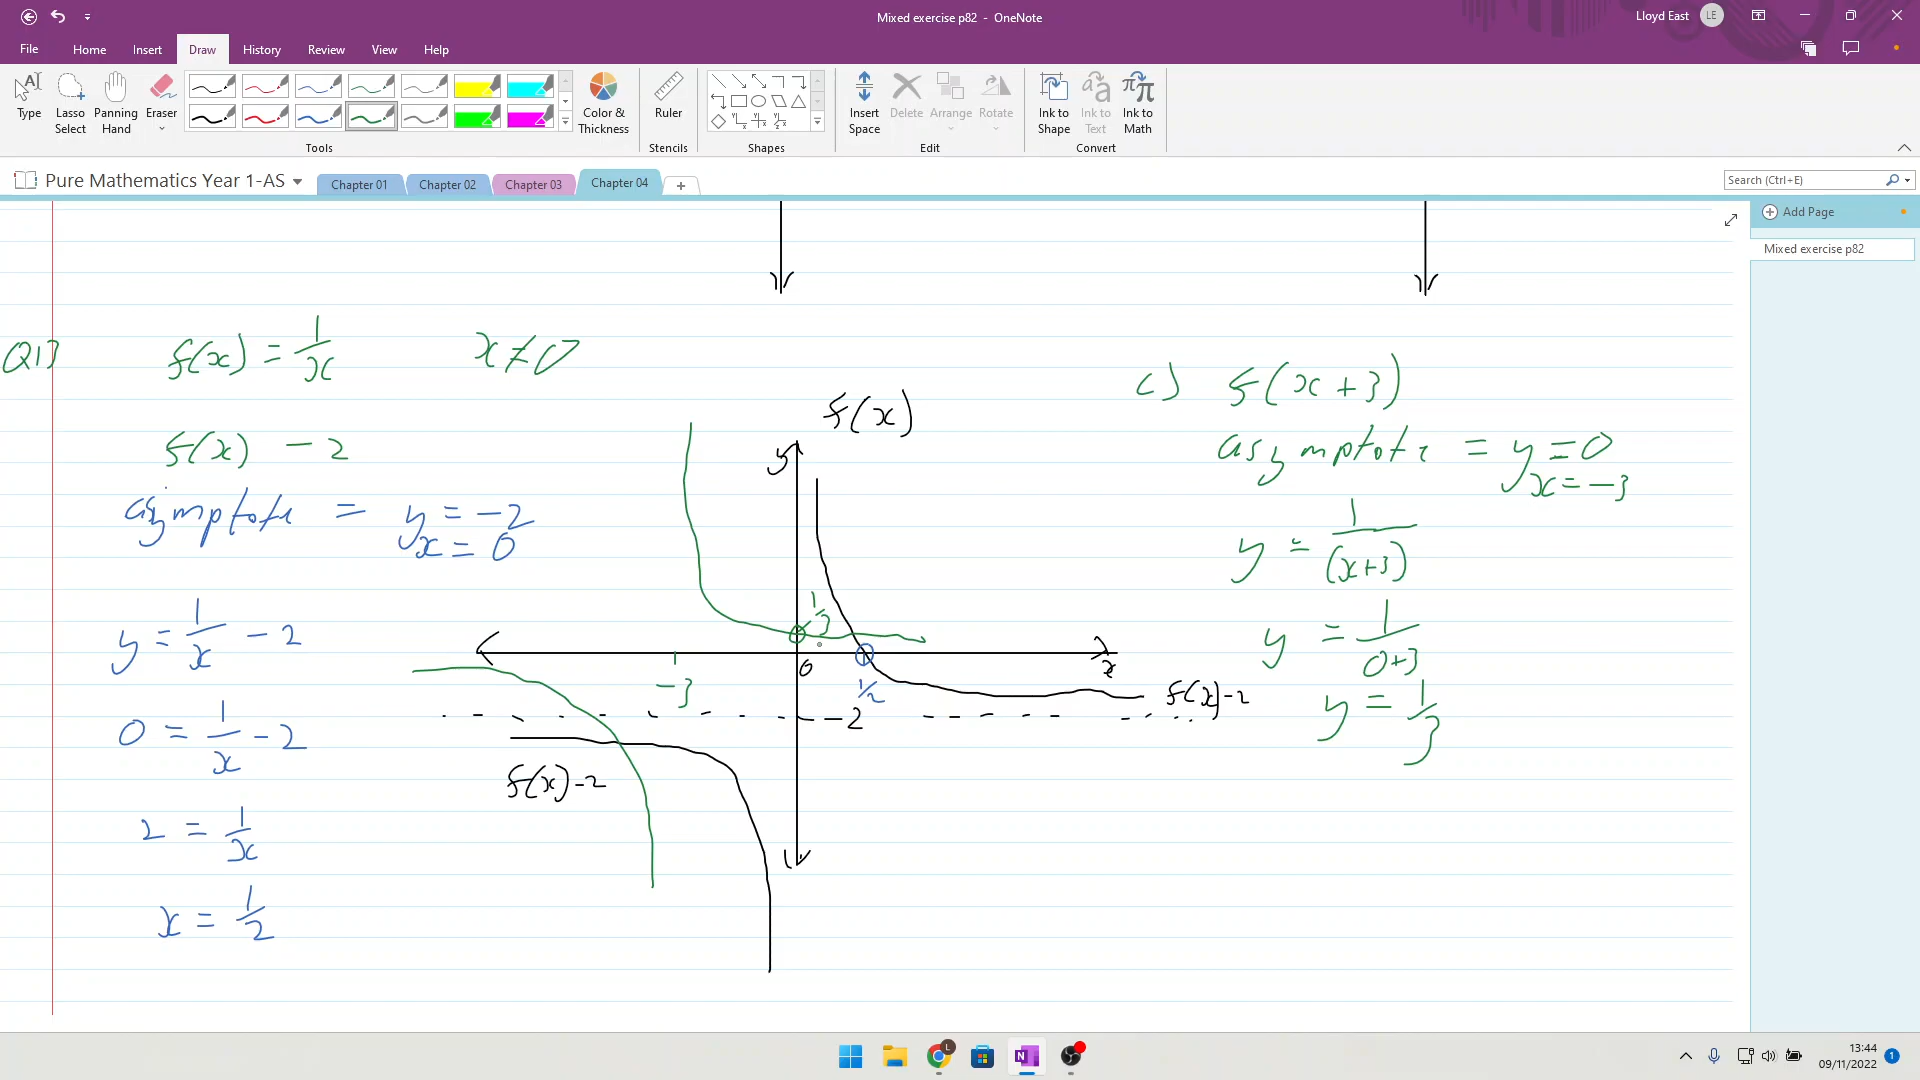 Mixed exercise p82 - OneNote
Lloyd East
LE
File
Home
Insert
Draw
History
Review
View
Help
Type
Lasso Select
Panning Hand
Eraser
Color & Thickness
Ruler
Insert Space
Delete
Arrange
Rotate
Ink to Shape
Ink to Text
Ink to Math
Tools
Stencils
Shapes
Edit
Convert
Pure Mathematics Year 1-AS
Chapter 01
Chapter 02
Chapter 03
Chapter 04
Search (Ctrl+E)
Add Page
Mixed exercise p82
Q13
f(x) = 1/x
x ≠ 0
f(x) - 2
asymptote = y = -2
x = 0
y = 1/x - 2
0 = 1/x - 2
2 = 1/x
x = 1/2
f(x)
y
1/3
0
x
-3
1/2
f(x)-2
-2
f(x)-2
c) f(x+3)
asymptote = y = 0
x = -3
y = 1/(x+3)
y = 1/0+3
y = 1/3
13:44
09/11/2022
1